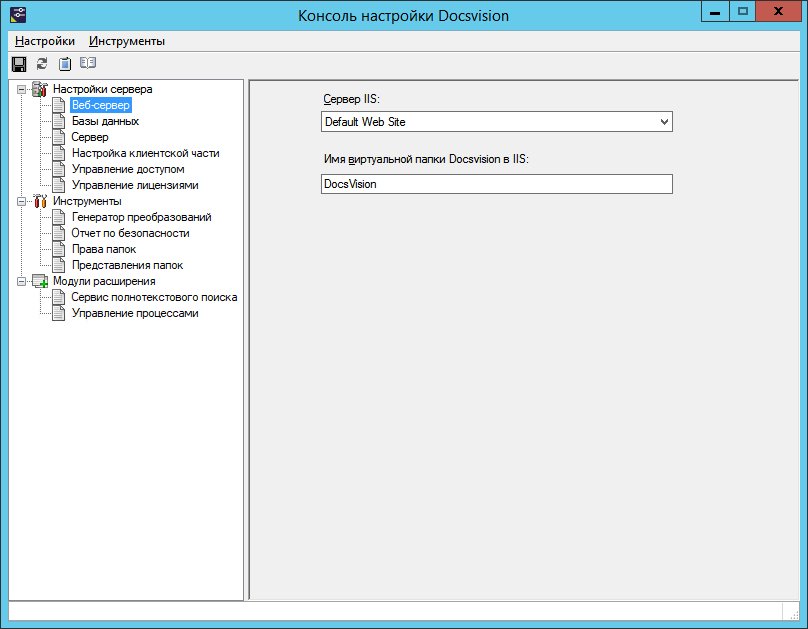 Консоль настройки Docsvision
Настройки Инструменты
Настройки сервера
Веб-сервер
Базы данных
Сервер
Настройка клиентской части
Управление доступом
Управление лицензиями
Инструменты
Генератор преобразований
Отчет по безопасности
Права папок
Представления папок
Модули расширения
Сервис полнотекстового поиска
Управление процессами
Сервер IIS:
Default Web Site
Имя виртуальной папки Docsvision в IIS:
DocsVision